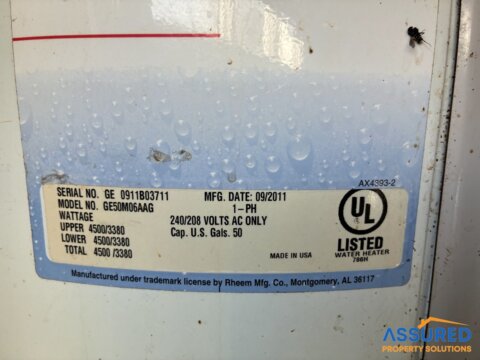 AX4393-2
SERIAL NO. GE 0911B03711 MFG. DATE: 09/2011
MODEL NO. GE50M06AAG 1-PH
WATTAGE 240/208 VOLTS AC ONLY
UPPER 4500/3380 Cap. U.S. Gals. 50
LOWER 4500/3380
TOTAL 4500/3380 MADE IN USA
UL
LISTED
WATER HEATER
786H
Manufactured under trademark license by Rheem Mfg. Co., Montgomery, AL 36117
ASSURED
PROPERTY SOLUTIONS